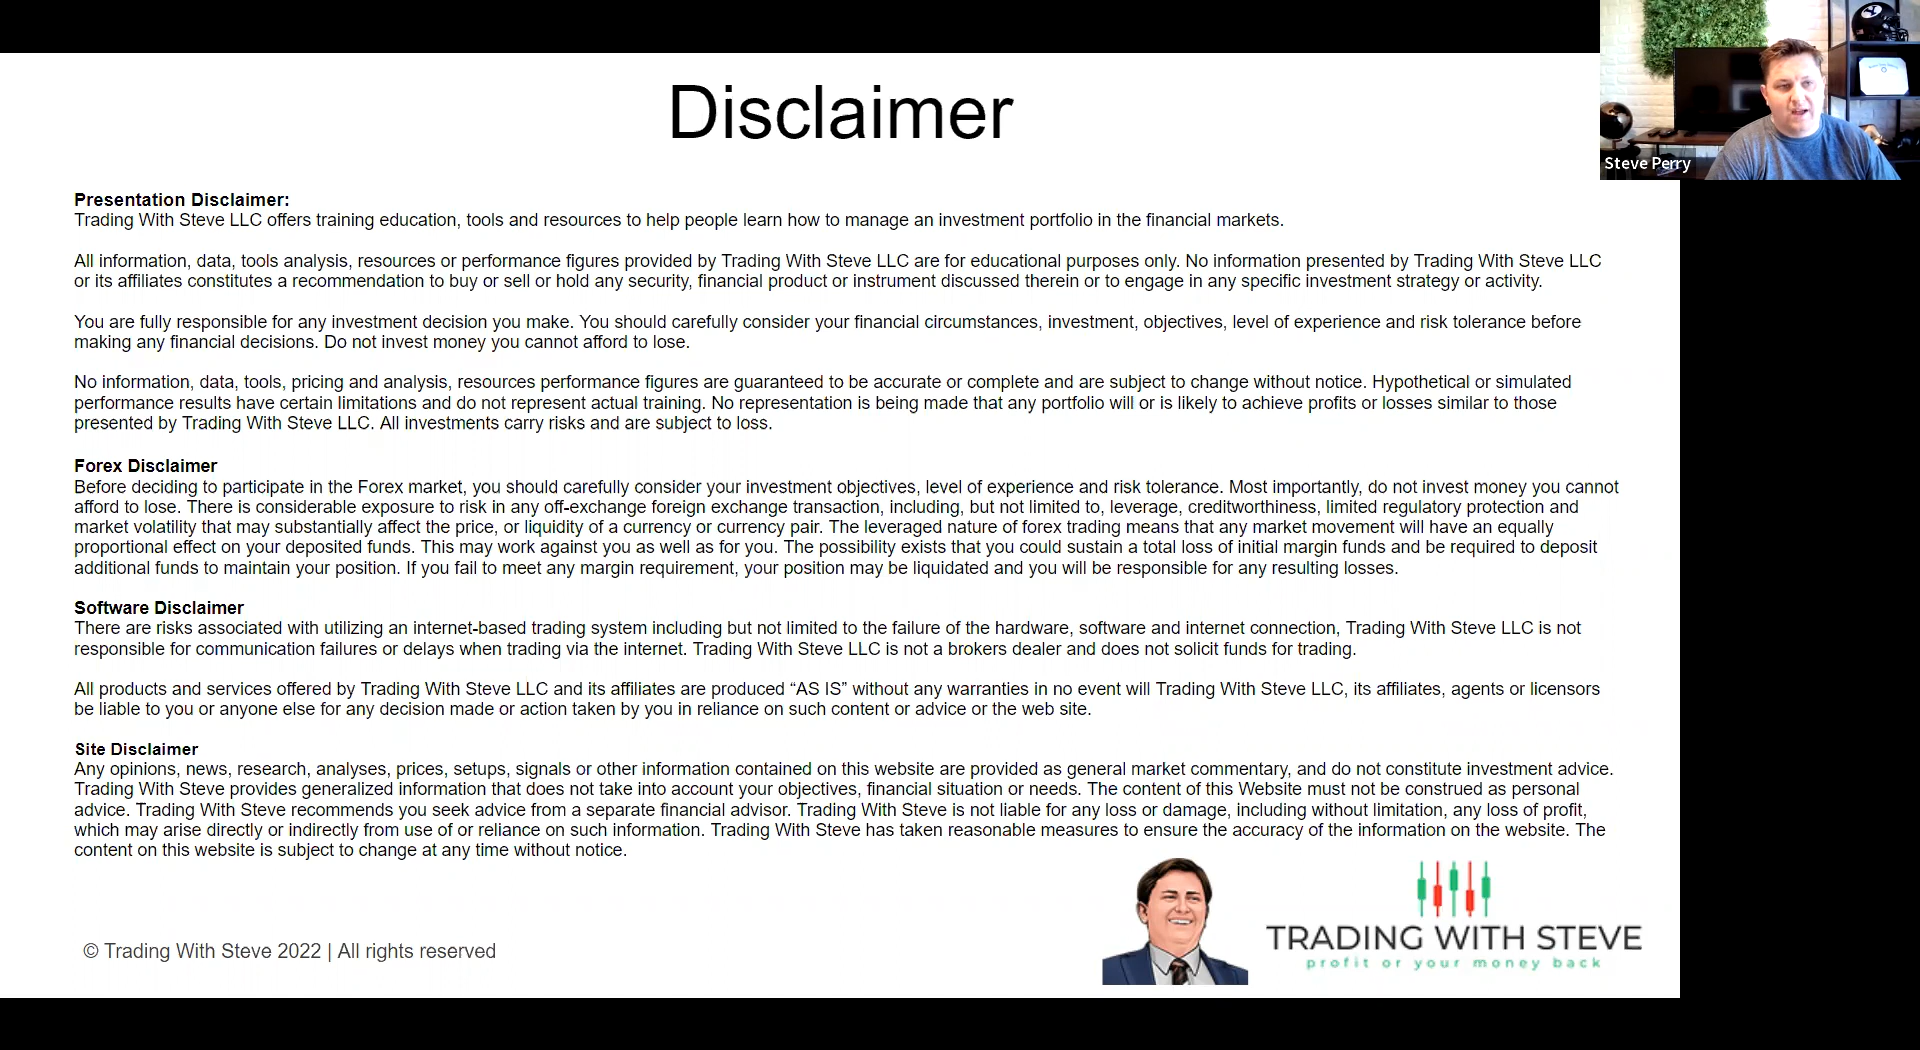 Disclaimer
Steve Perry
Presentation Disclaimer:
Trading With Steve LLC offers training education, tools and resources to help people learn how to manage an investment portfolio in the financial markets.
All information, data, tools analysis, resources or performance figures provided by Trading With Steve LLC are for educational purposes only. No information presented by Trading With Steve LLC
or its affiliates constitutes a recommendation to buy or sell or hold any security, financial product or instrument discussed therein or to engage in any specific investment strategy or activity.
You are fully responsible for any investment decision you make. You should carefully consider your financial circumstances, investment, objectives, level of experience and risk tolerance before
making any financial decisions. Do not invest money you cannot afford to lose.
No information, data, tools, pricing and analysis, resources performance figures are guaranteed to be accurate or complete and are subject to change without notice. Hypothetical or simulated
performance results have certain limitations and do not represent actual training. No representation is being made that any portfolio will or is likely to achieve profits or losses similar to those
presented by Trading With Steve LLC. All investments carry risks and are subject to loss.
Forex Disclaimer
Before deciding to participate in the Forex market, you should carefully consider your investment objectives, level of experience and risk tolerance. Most importantly, do not invest money you cannot
afford to lose. There is considerable exposure to risk in any off-exchange foreign exchange transaction, including, but not limited to, leverage, creditworthiness, limited regulatory protection and
market volatility that may substantially affect the price, or liquidity of a currency or currency pair. The leveraged nature of forex trading means that any market movement will have an equally
proportional effect on your deposited funds. This may work against you as well as for you. The possibility exists that you could sustain a total loss of initial margin funds and be required to deposit
additional funds to maintain your position. If you fail to meet any margin requirement, your position may be liquidated and you will be responsible for any resulting losses.
Software Disclaimer
There are risks associated with utilizing an internet-based trading system including but not limited to the failure of the hardware, software and internet connection, Trading With Steve LLC is not
responsible for communication failures or delays when trading via the internet. Trading With Steve LLC is not a brokers dealer and does not solicit funds for trading.
All products and services offered by Trading With Steve LLC and its affiliates are produced “AS IS” without any warranties in no event will Trading With Steve LLC, its affiliates, agents or licensors
be liable to you or anyone else for any decision made or action taken by you in reliance on such content or advice or the web site.
Site Disclaimer
Any opinions, news, research, analyses, prices, setups, signals or other information contained on this website are provided as general market commentary, and do not constitute investment advice.
Trading With Steve provides generalized information that does not take into account your objectives, financial situation or needs. The content of this Website must not be construed as personal
advice. Trading With Steve recommends you seek advice from a separate financial advisor. Trading With Steve is not liable for any loss or damage, including without limitation, any loss of profit,
which may arise directly or indirectly from use of or reliance on such information. Trading With Steve has taken reasonable measures to ensure the accuracy of the information on the website. The
content on this website is subject to change at any time without notice.
© Trading With Steve 2022 | All rights reserved
TRADING WITH STEVE
profit or your money back